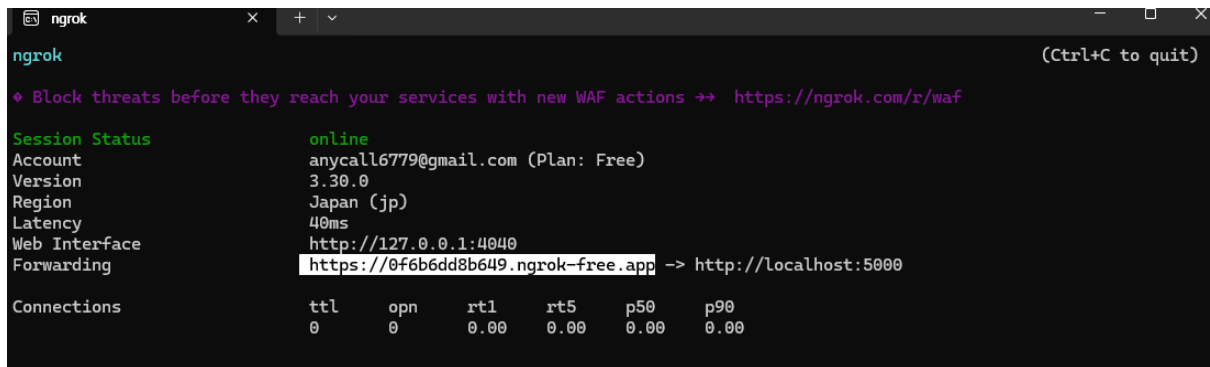 ngrok
ngrok (Ctrl+C to quit)
Block threats before they reach your services with new WAF actions →→ https://ngrok.com/r/waf
Session Status online
Account anycall6779@gmail.com (Plan: Free)
Version 3.30.0
Region Japan (jp)
Latency 40ms
Web Interface http://127.0.0.1:4040
Forwarding https://0f6b6dd8b649.ngrok-free.app -> http://localhost:5000
Connections ttl opn rt1 rt5 p50 p90
0 0 0.00 0.00 0.00 0.00